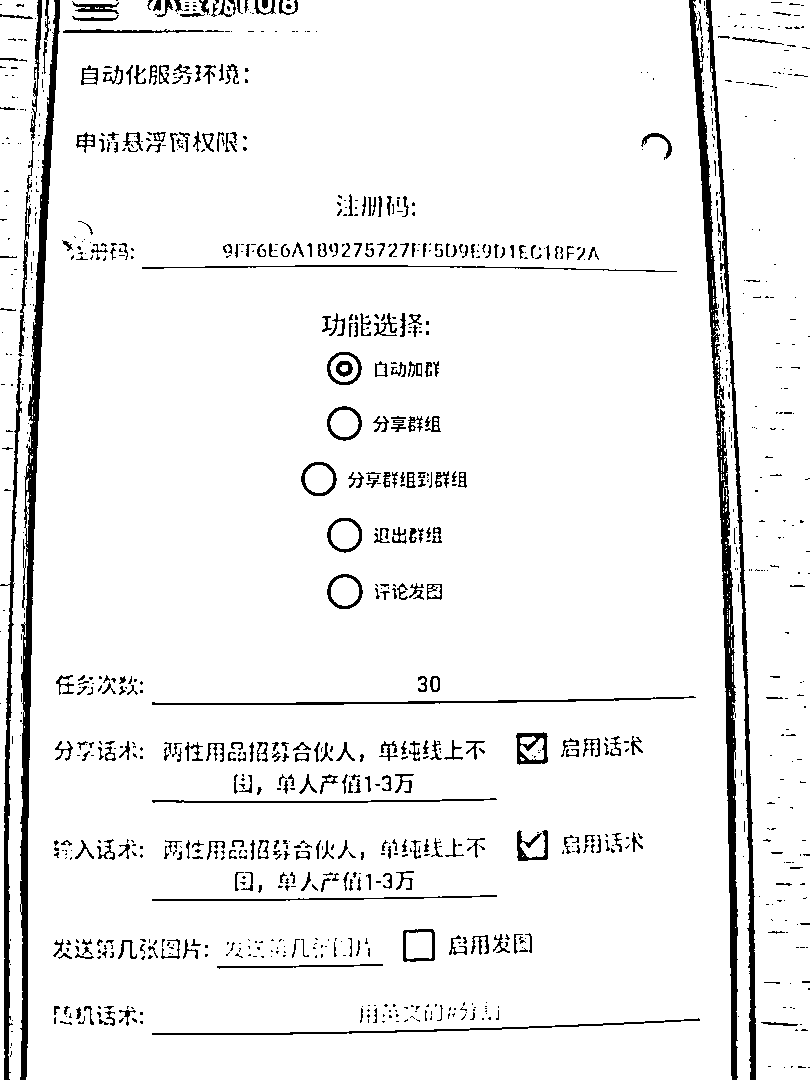 自动化服务环境:
申请悬浮窗权限:
注册码:
注册码: 9FF6E6A189275727FF5D9E9D1EC18F2A
功能选择:
自动加群
分享群组
分享群组到群组
退出群组
评论发图
任务次数: 30
分享话术: 两性用品招募合伙人，单纯线上不
囤，单人产值1-3万
启用话术
输入话术: 两性用品招募合伙人，单纯线上不
囤，单人产值1-3万
启用话术
发送第几张图片: 发送第几张图片 启用发图
随机话术: 用英文的#分割